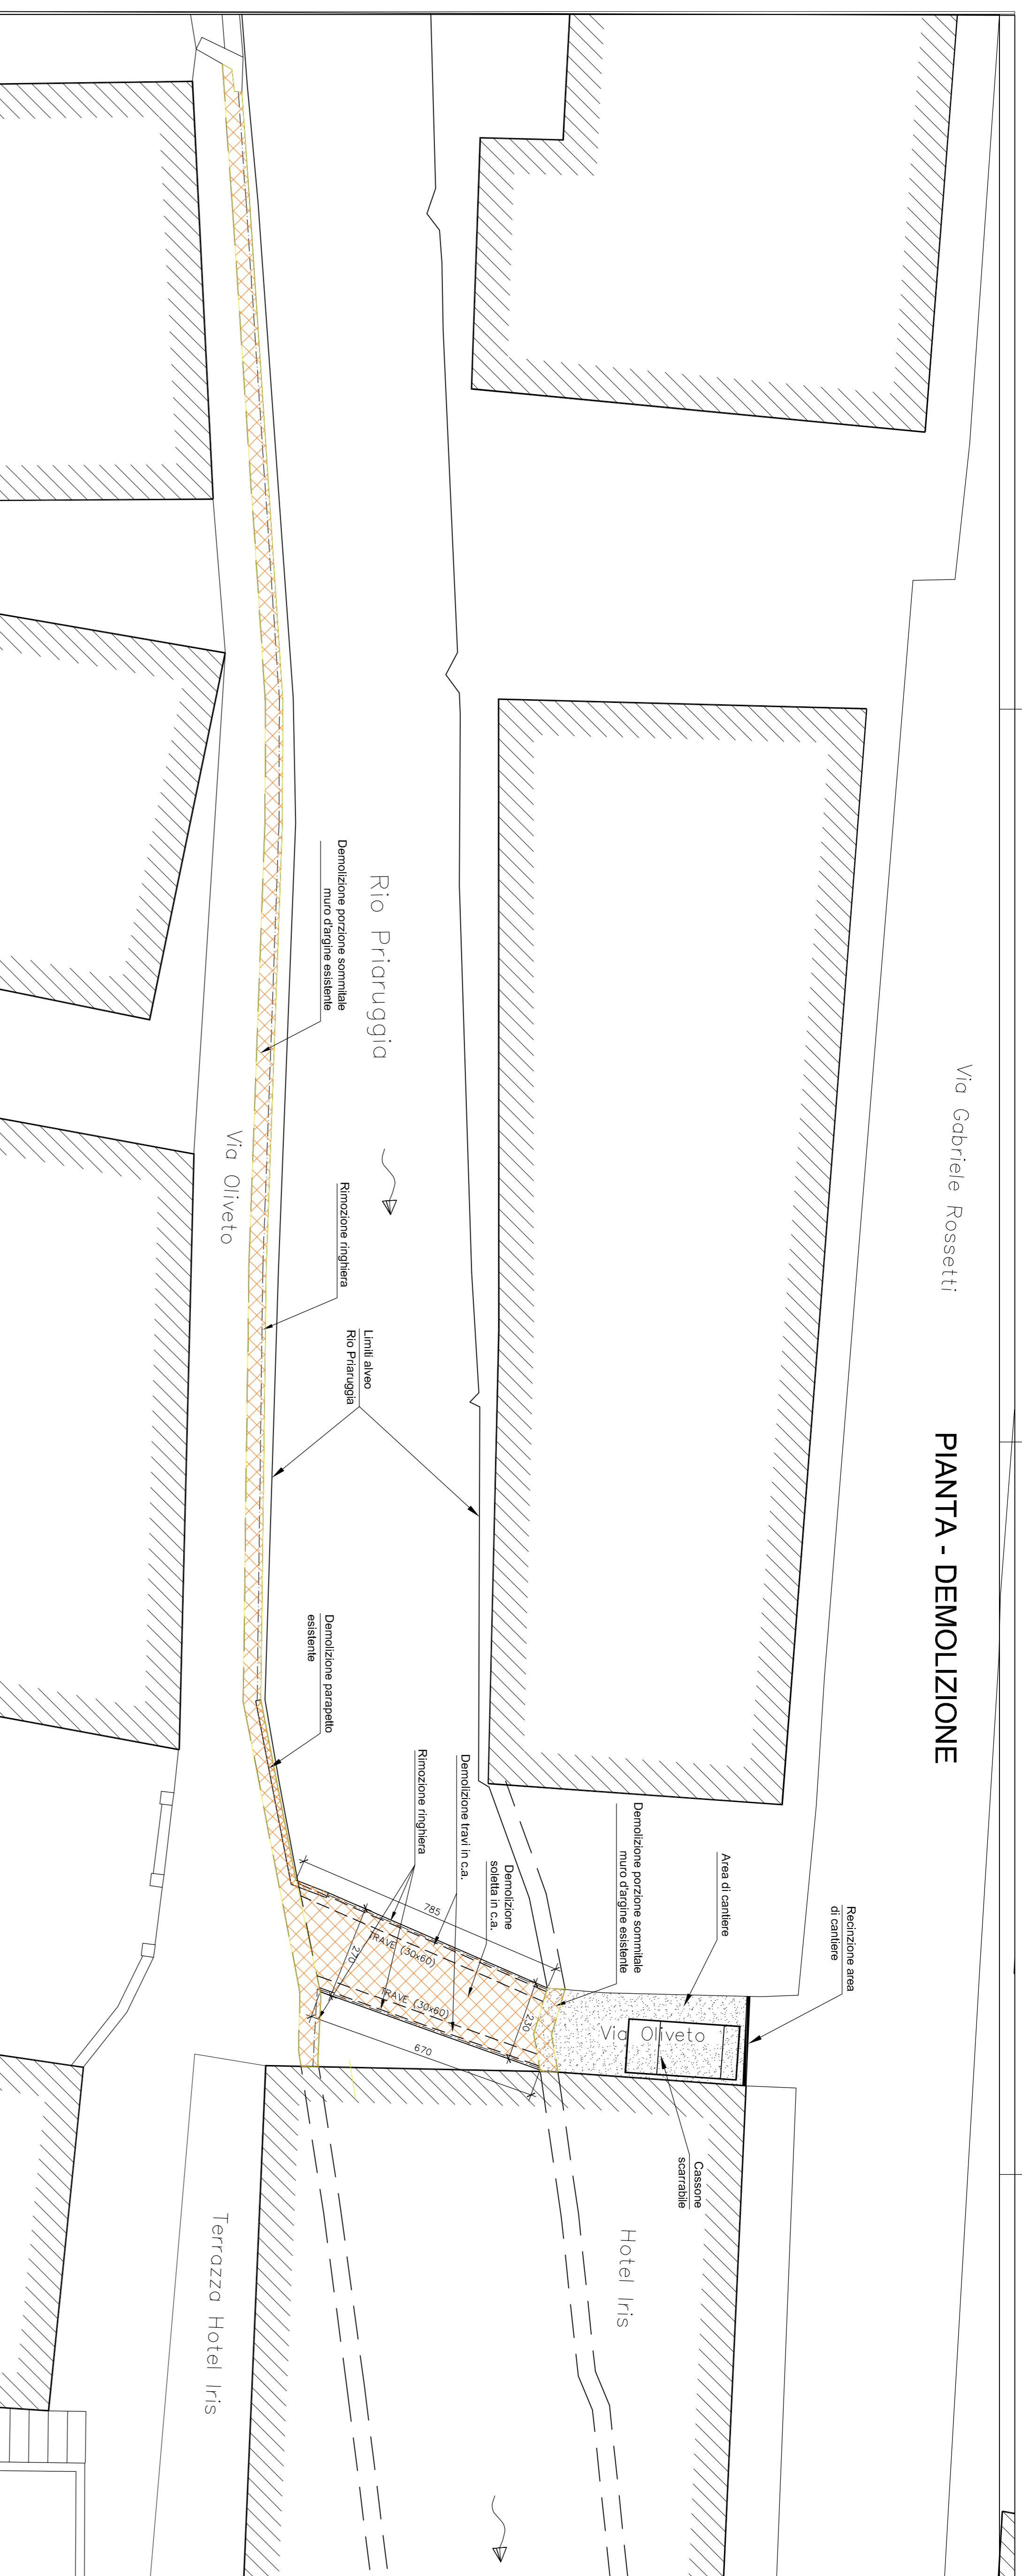 PIANTA - DEMOLIZIONE
Via Gabriele Rossetti
Recinzione area
di cantiere
Area di cantiere
Demolizione porzione sommitale
muro d'argine esistente
Via Oliveto
Cassone
scarrabile
Hotel Iris
Demolizione
soletta in c.a.
Demolizione travi in c.a.
Rimozione ringhiera
785
TRAVE (30x60)
270
TRAVE (30x60)
230
670
Rio Priaruggia
Limiti alveo
Rio Priaruggia
Demolizione porzione sommitale
muro d'argine esistente
Rimozione ringhiera
Demolizione parapetto
esistente
Via Oliveto
Terrazza Hotel Iris